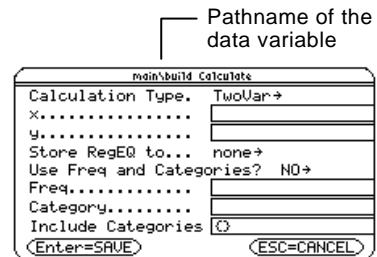 Pathname of the
data variable
main\build Calculate
Calculation Type. TwoVar→
x................
y................
Store RegEQ to... none→
Use Freq and Categories? NO→
Freq.............
Category.........
Include Categories {}
Enter=SAVE ESC=CANCEL